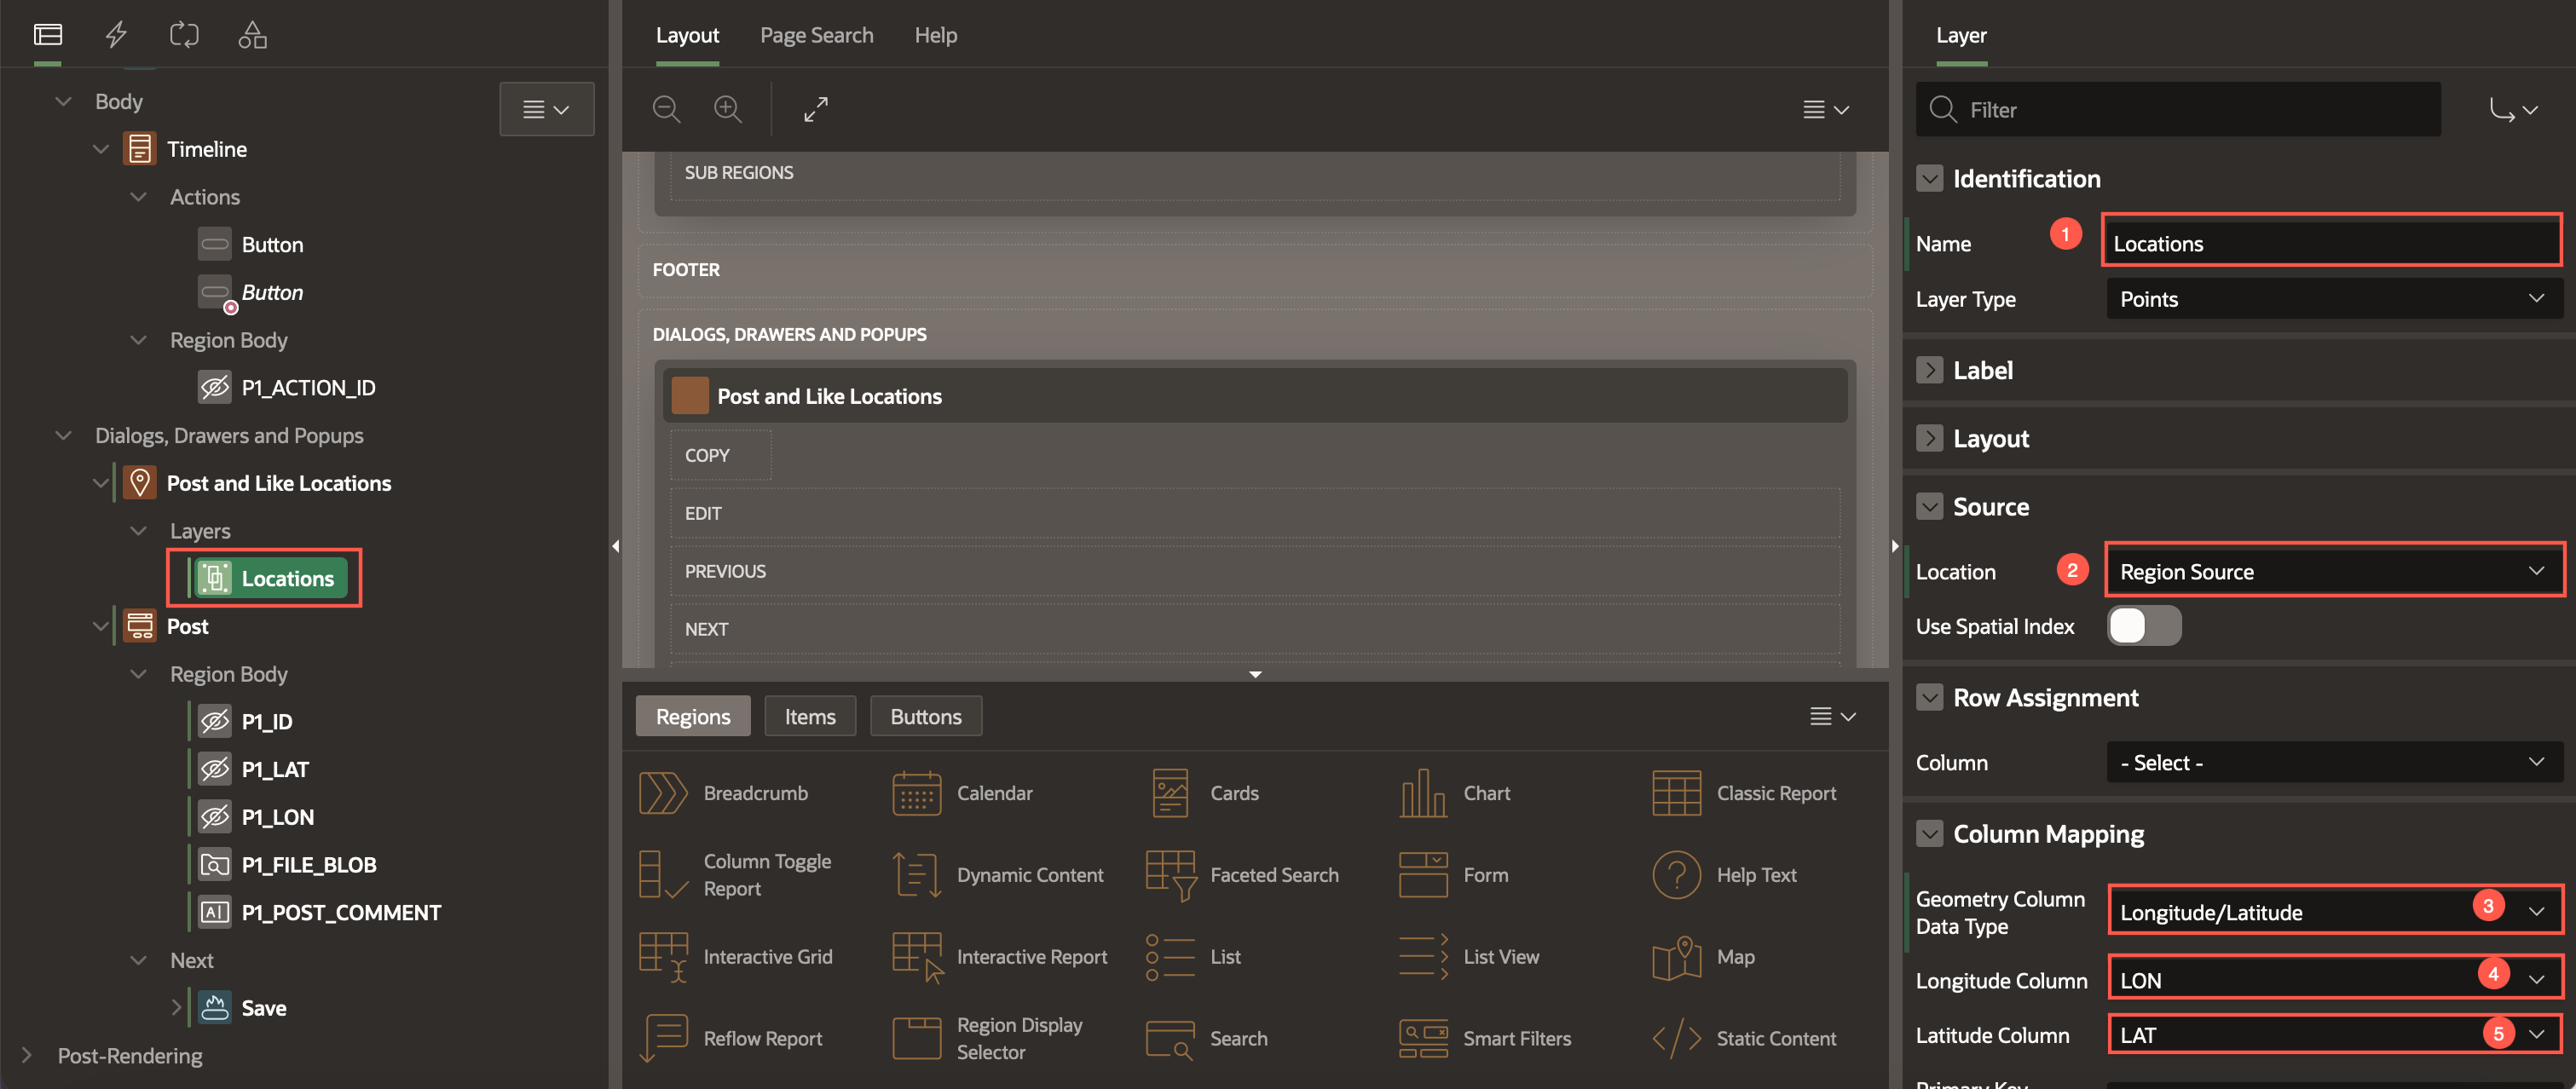 Body
Timeline
Actions
Button
Button
Region Body
P1_ACTION_ID
Dialogs, Drawers and Popups
Post and Like Locations
Layers
Locations
Post
Region Body
P1_ID
P1_LAT
P1_LON
P1_FILE_BLOB
P1_POST_COMMENT
Next
Save
Post-Rendering
Layout Page Search Help
SUB REGIONS
FOOTER
DIALOGS, DRAWERS AND POPUPS
Post and Like Locations
COPY
EDIT
PREVIOUS
NEXT
Regions Items Buttons
Breadcrumb Calendar Cards Chart Classic Report
Column Toggle Report Dynamic Content Faceted Search Form Help Text
Interactive Grid Interactive Report List List View Map
Reflow Report Region Display Selector Search Smart Filters Static Content
Layer
Filter
Identification
Name 1 Locations
Layer Type Points
Label
Layout
Source
Location 2 Region Source
Use Spatial Index
Row Assignment
Column - Select -
Column Mapping
Geometry Column Data Type Longitude/Latitude 3
Longitude Column LON 4
Latitude Column LAT 5
Primary Key